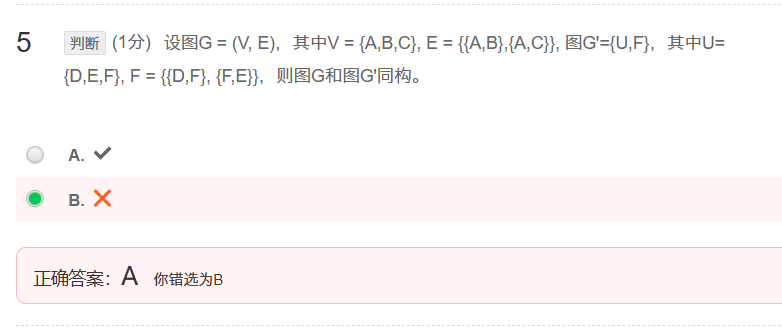 5 判断 (1分) 设图G = (V, E)，其中V = {A,B,C}, E = {{A,B},{A,C}}, 图G'={U,F}，其中U=
{D,E,F}, F = {{D,F}, {F,E}}，则图G和图G'同构。
A.
B.
正确答案：A 你错选为B